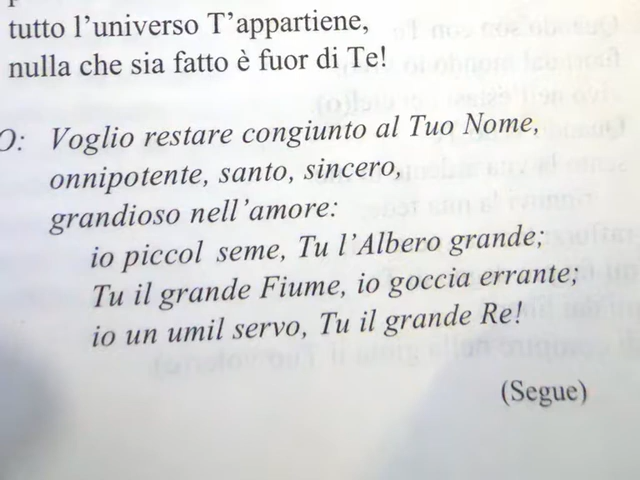 tutto l'universo T'appartiene,
nulla che sia fatto è fuor di Te!
O: Voglio restare congiunto al Tuo Nome,
onnipotente, santo, sincero,
grandioso nell'amore:
io piccol seme, Tu l'Albero grande;
Tu il grande Fiume, io goccia errante;
io un umil servo, Tu il grande Re!
(Segue)